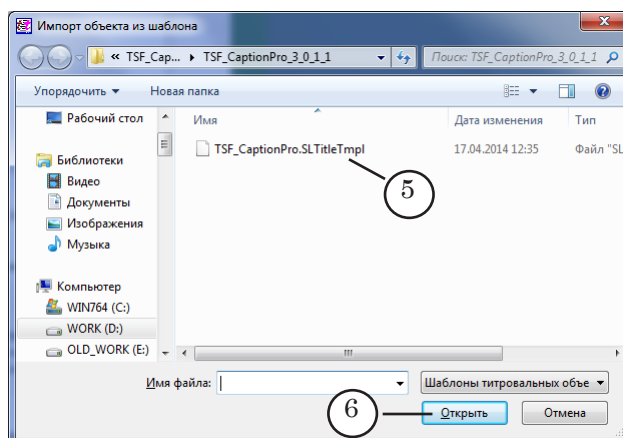 Импорт объекта из шаблона
« TSF_Cap... TSF_CaptionPro_3_0_1_1 Поиск: TSF_CaptionPro_3_0_1_1
Упорядочить Новая папка
Рабочий стол Имя Дата изменения Тип
TSF_CaptionPro.SLTitleTmpl 17.04.2014 12:35 Файл "SL
Библиотеки
Видео
5
Документы
Изображения
Музыка
Компьютер
WIN764 (C:)
WORK (D:)
OLD_WORK (E:)
Имя файла: Шаблоны титровальных объе
6 Открыть Отмена